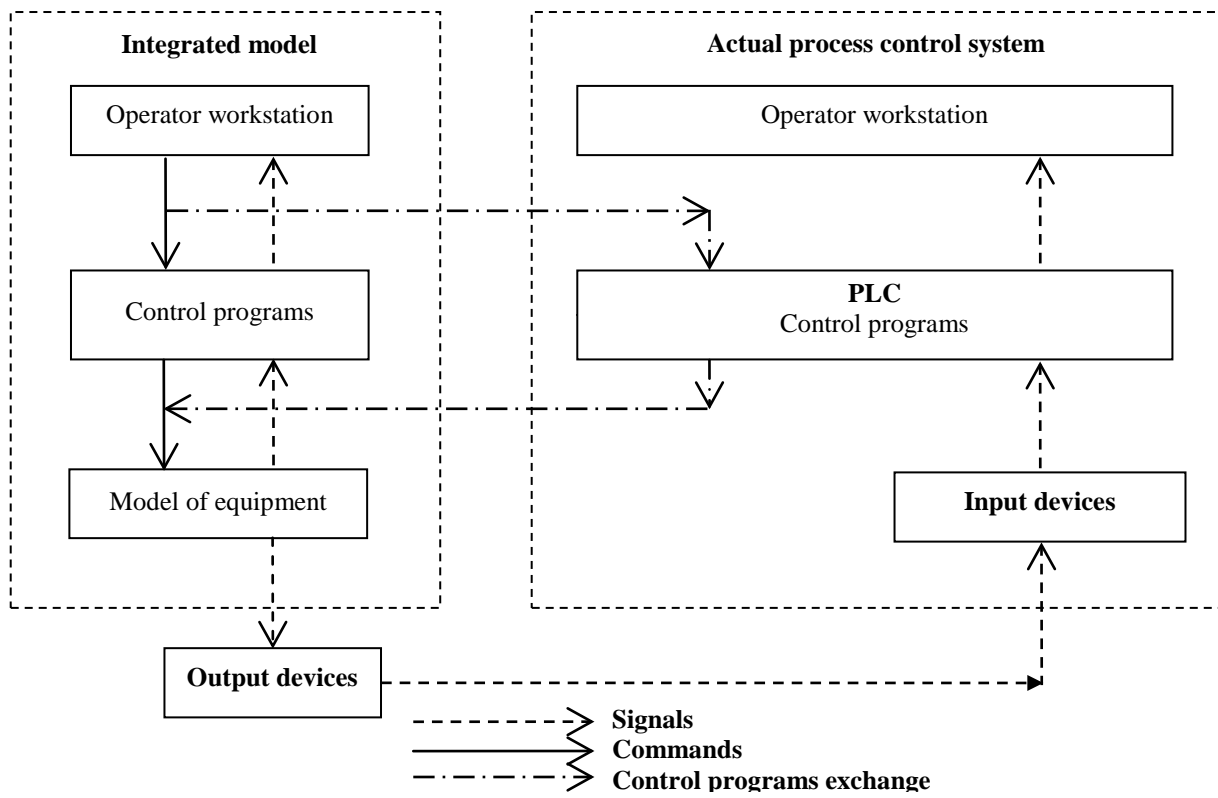 Integrated model
Operator workstation
Control programs
Model of equipment
Actual process control system
Operator workstation
PLC
Control programs
Input devices
Output devices
Signals
Commands
Control programs exchange